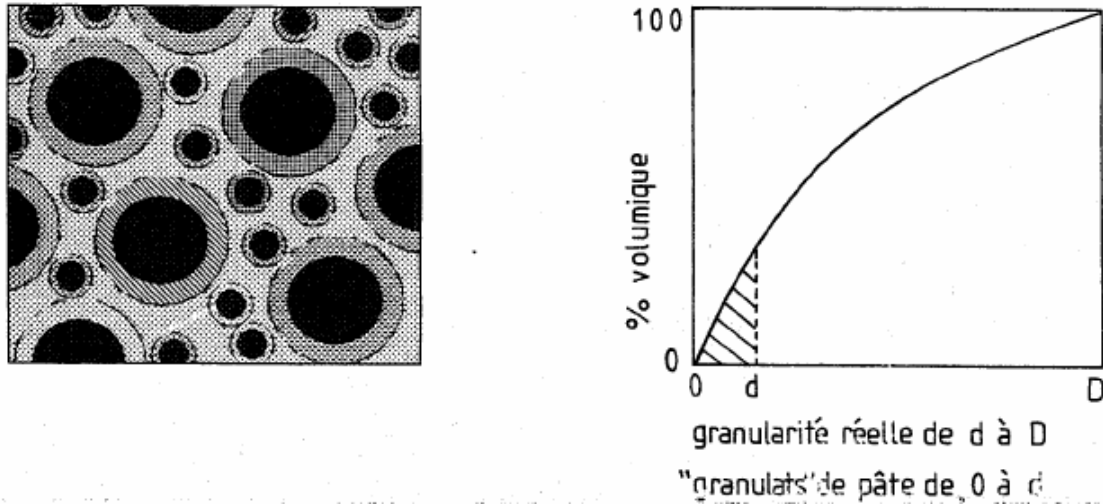 100
% volumique
0
0 d D
granularité réelle de d à D
"granulats" de pâte de 0 à d